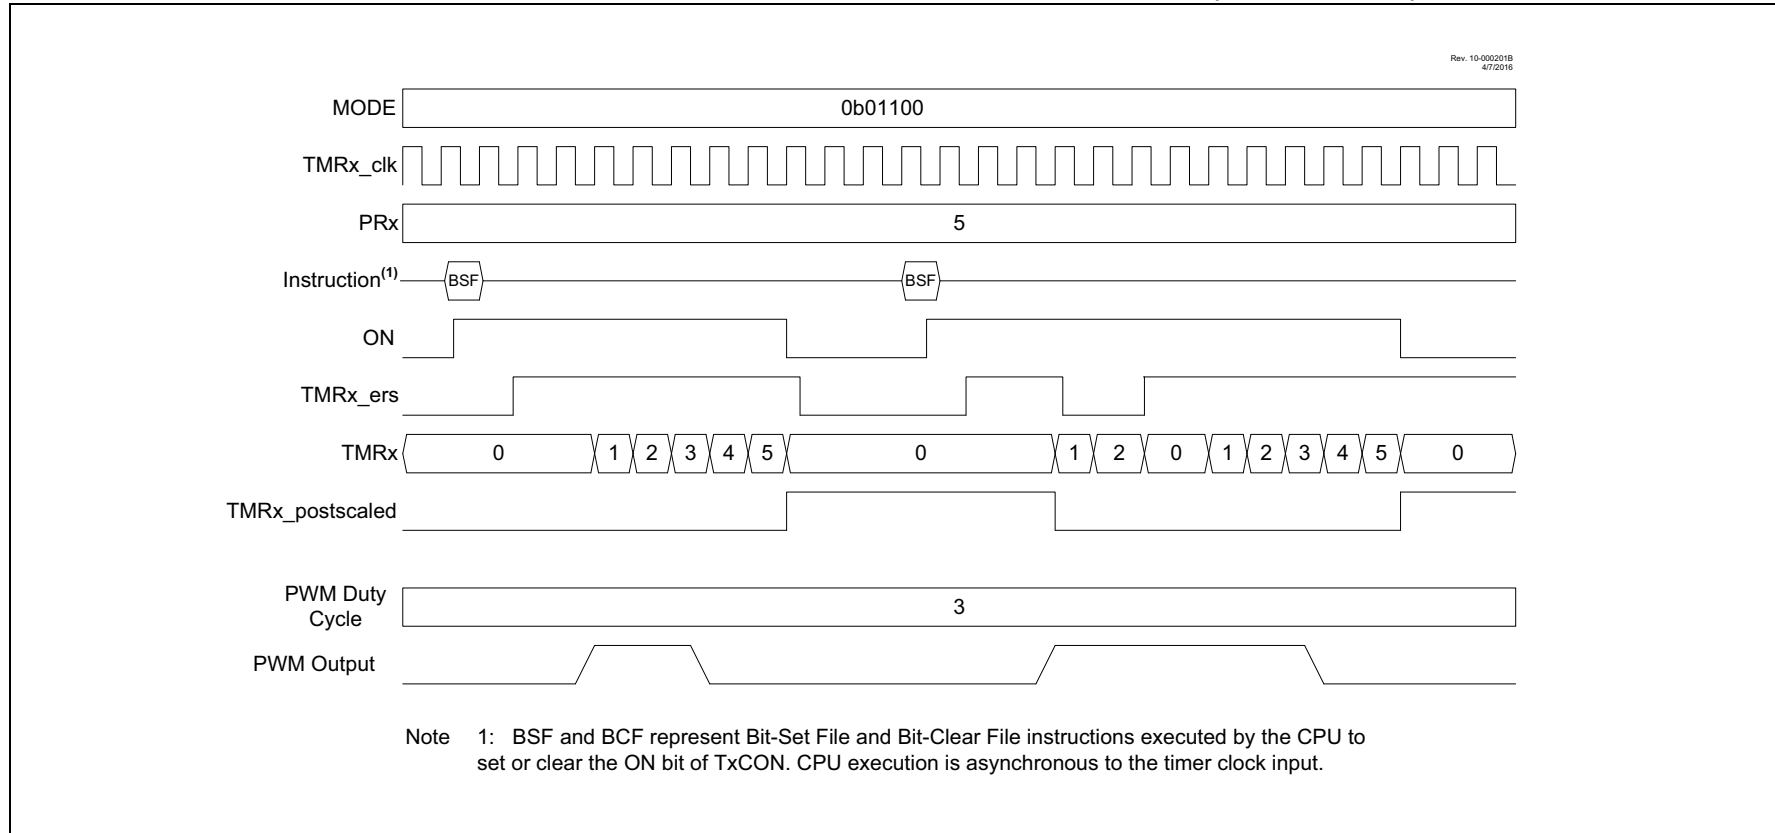 Rev. 10-000201B
4/7/2016
MODE 0b01100
TMRx_clk
PRx 5
Instruction(1) BSF BSF
ON
TMRx_ers
TMRx 0 1 2 3 4 5 0 1 2 0 1 2 3 4 5 0
TMRx_postscaled
PWM Duty
Cycle 3
PWM Output
Note 1: BSF and BCF represent Bit-Set File and Bit-Clear File instructions executed by the CPU to
set or clear the ON bit of TxCON. CPU execution is asynchronous to the timer clock input.